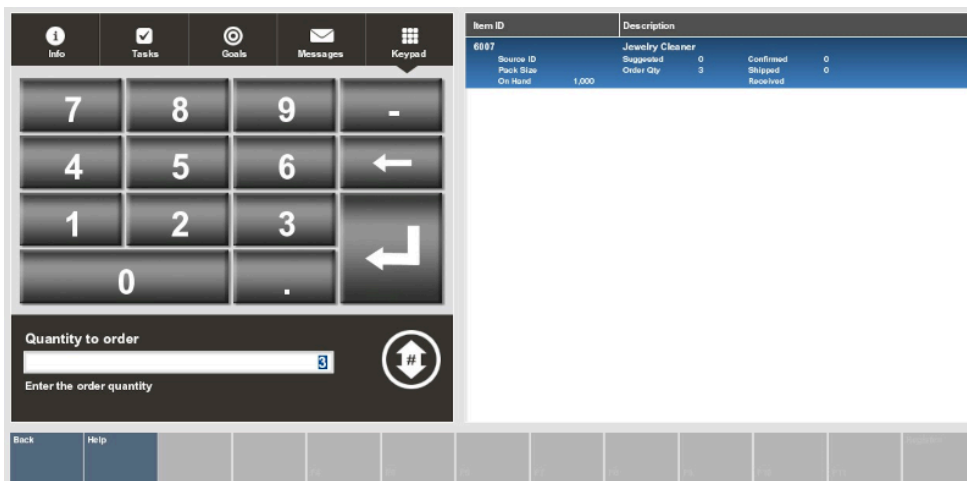 Info Tasks Goals Messages Keypad
7 8 9 -
4 5 6
1 2 3
0 .
Quantity to order
3
Enter the order quantity
#
Item ID Description
6007 Jewelry Cleaner
Source ID Suggested 0 Confirmed 0
Pack Size Order Qty 3 Shipped 0
On Hand 1,000 Received
Back Help